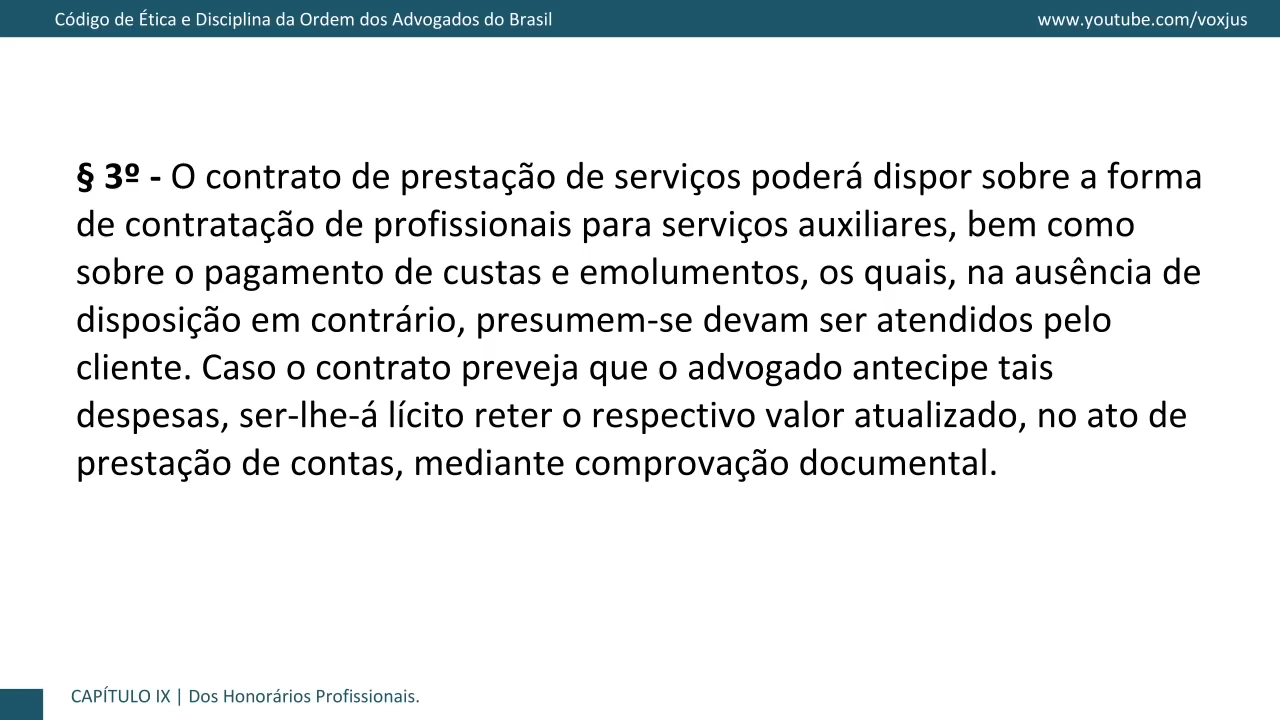 Código de Ética e Disciplina da Ordem dos Advogados do Brasil
www.youtube.com/voxjus
§ 3º - O contrato de prestação de serviços poderá dispor sobre a forma
de contratação de profissionais para serviços auxiliares, bem como
sobre o pagamento de custas e emolumentos, os quais, na ausência de
disposição em contrário, presumem-se devam ser atendidos pelo
cliente. Caso o contrato preveja que o advogado antecipe tais
despesas, ser-lhe-á lícito reter o respectivo valor atualizado, no ato de
prestação de contas, mediante comprovação documental.
CAPÍTULO IX | Dos Honorários Profissionais.